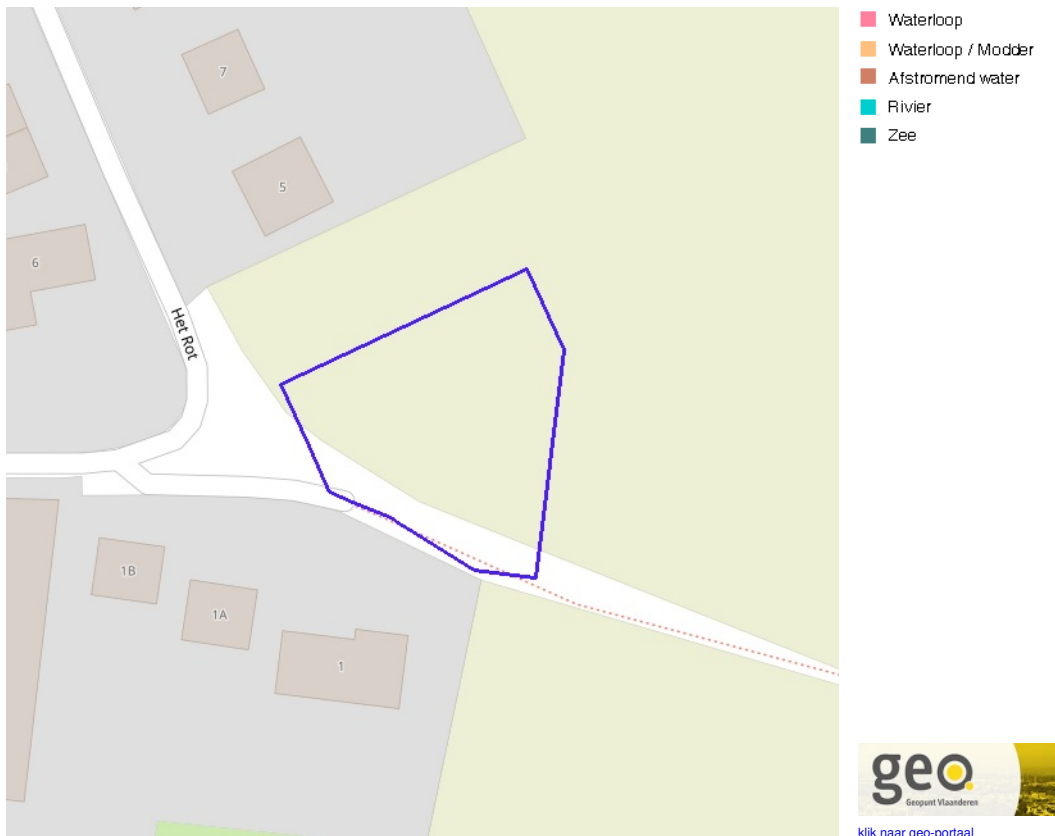 7
5
6
Het Rot
1B
1A
1
Waterloop
Waterloop / Modder
Afstromend water
Rivier
Zee
geo.
Geopunt Vlaanderen
klik naar geo-portaal